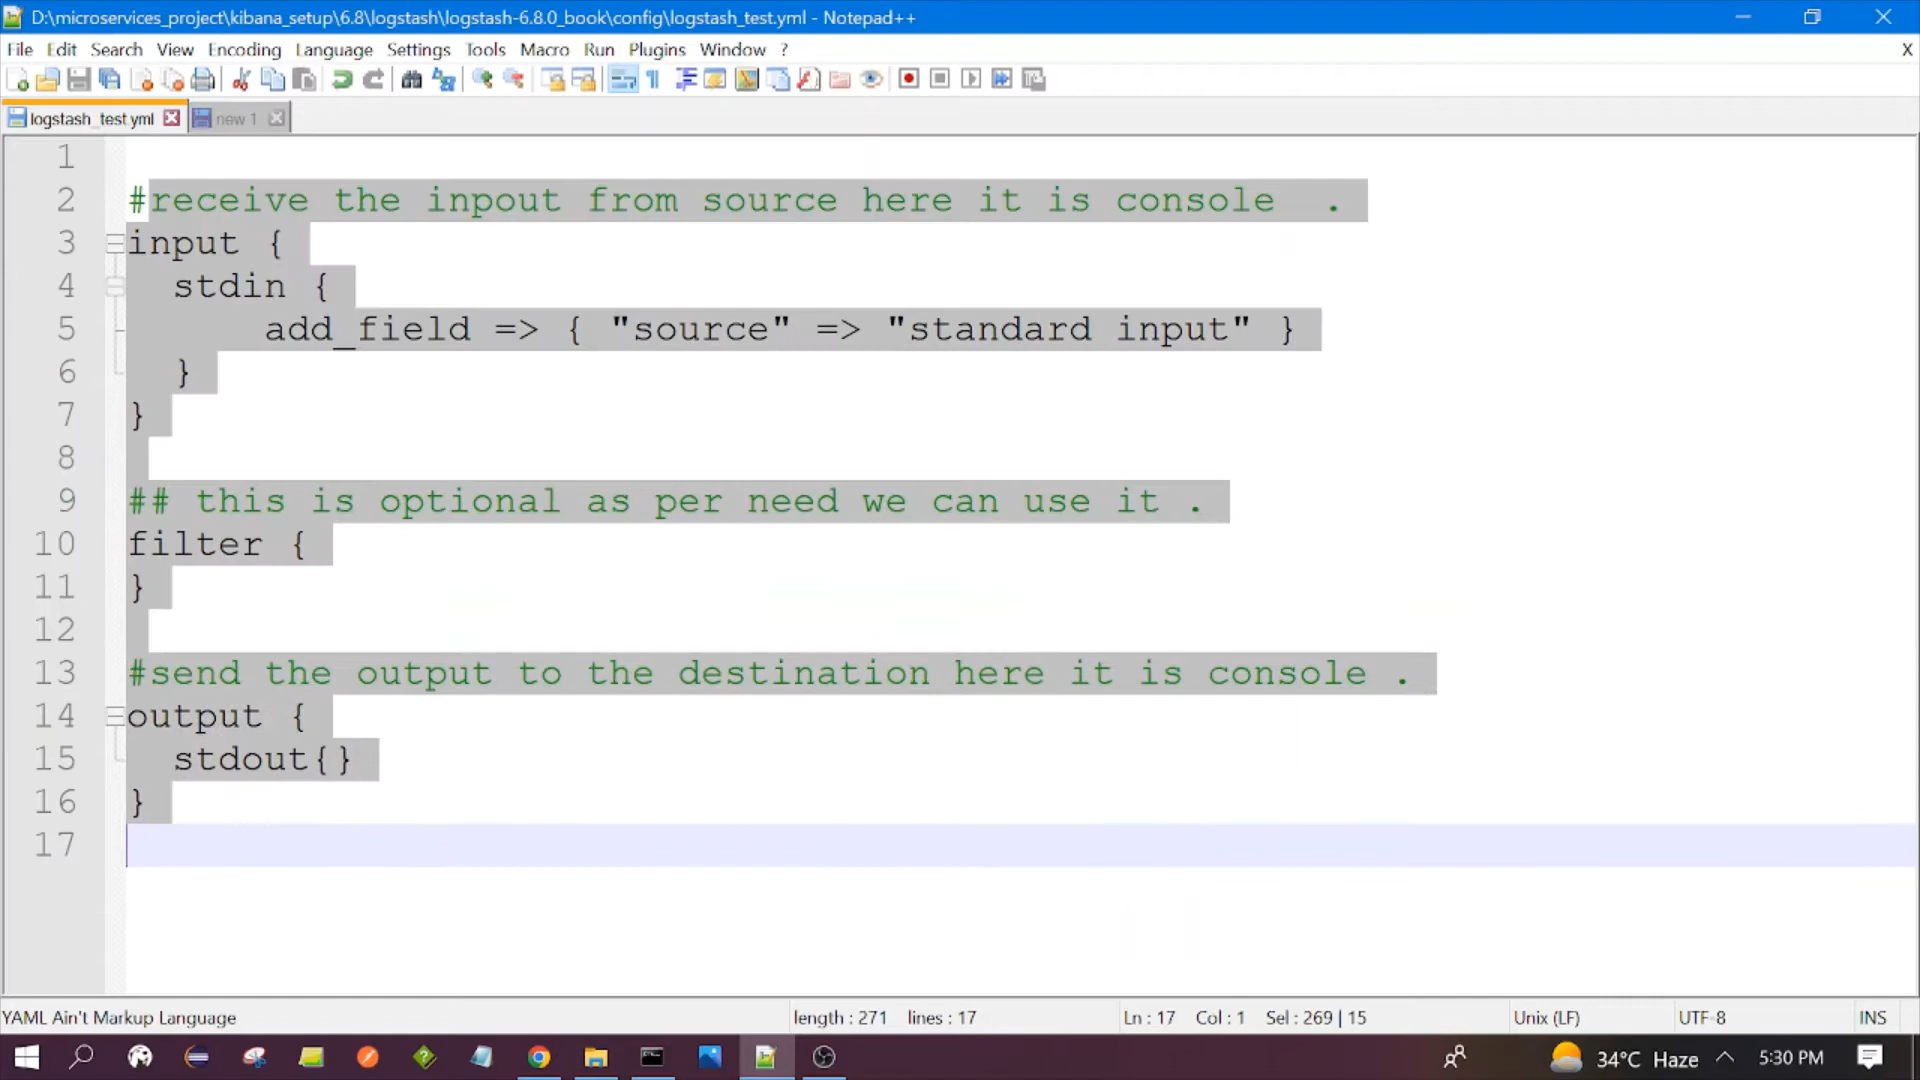 D:\microservices_project\kibana_setup\6.8\logstash\logstash-6.8.0_book\config\logstash_test.yml - Notepad++
File Edit Search View Encoding Language Settings Tools Macro Run Plugins Window ? X
logstash_test.yml new 1
1
2 #receive the inpout from source here it is console  .
3 input {
4   stdin {
5       add_field => { "source" => "standard input" }
6   }
7 }
8
9 ## this is optional as per need we can use it .
10 filter {
11 }
12
13 #send the output to the destination here it is console .
14 output {
15   stdout{}
16 }
17
YAML Ain't Markup Language length : 271 lines : 17 Ln : 17 Col : 1 Sel : 269 | 15 Unix (LF) UTF-8 INS
34°C Haze 5:30 PM